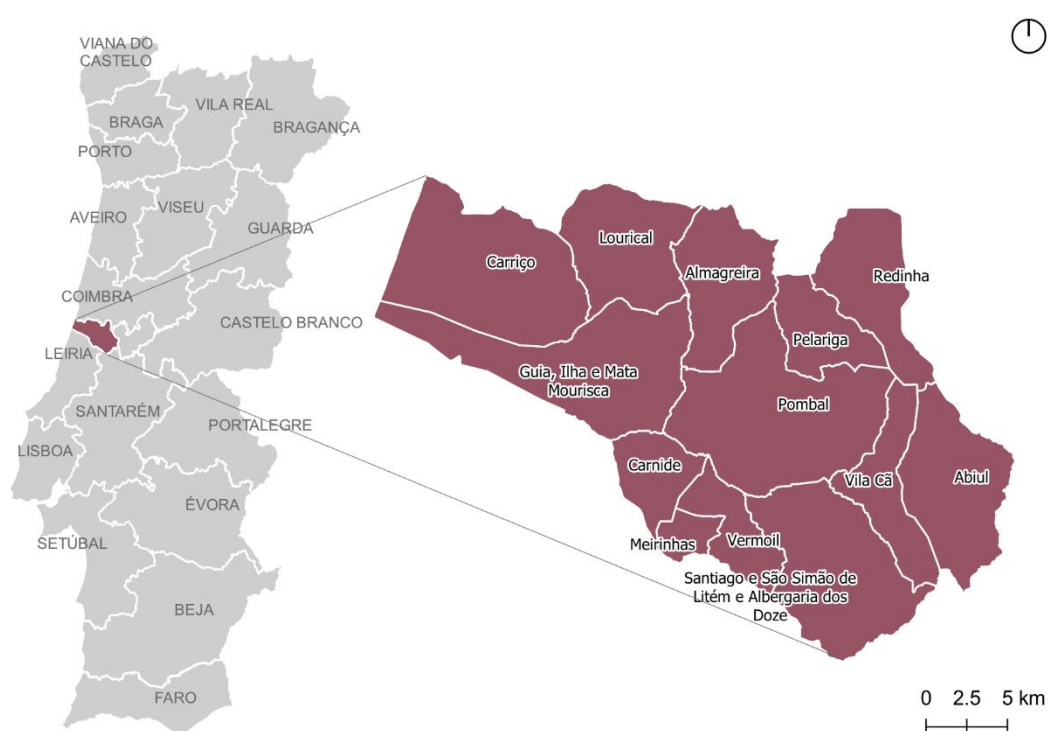 VIANA DO
CASTELO
BRAGA
VILA REAL
BRAGANÇA
PORTO
AVEIRO
VISEU
GUARDA
COIMBRA
CASTELO BRANCO
LEIRIA
SANTARÉM
PORTALEGRE
LISBOA
ÉVORA
SETÚBAL
BEJA
FARO
Carriço
Lourical
Almagreira
Redinha
Pelariga
Guia, Ilha e Mata
Mourisca
Pombal
Carnide
Vila Cã
Abiul
Meirinhas
Vermoil
Santiago e São Simão de
Litém e Albergaria dos
Doze
0 2.5 5 km